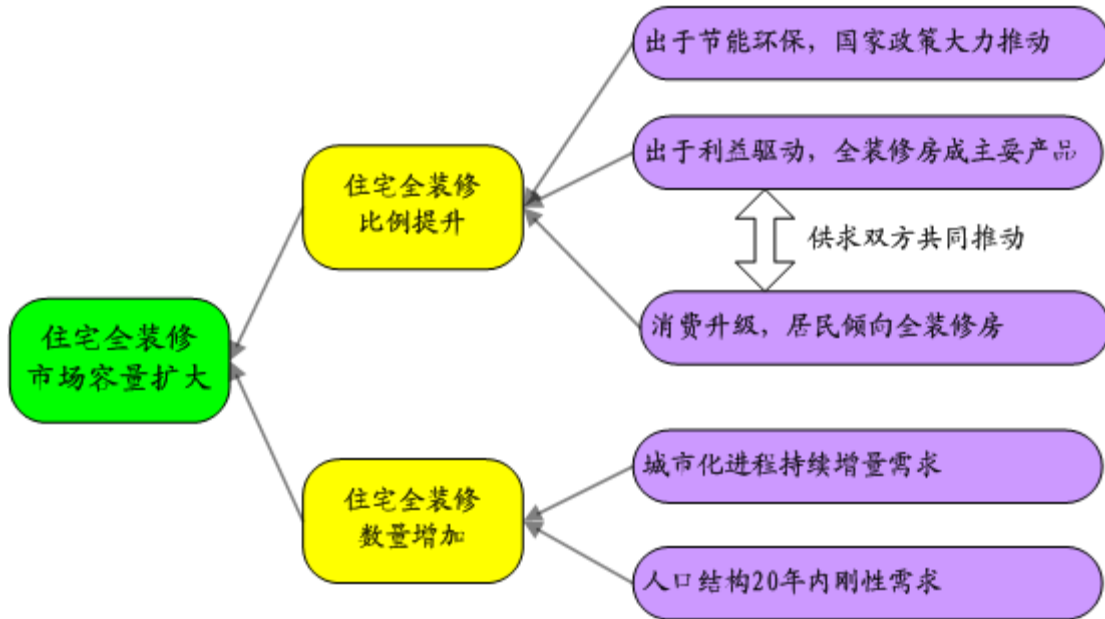 出于节能环保，国家政策大力推动
出于利益驱动，全装修房成主要产品
住宅全装修
比例提升
供求双方共同推动
消费升级，居民倾向全装修房
住宅全装修
市场容量扩大
城市化进程持续增量需求
住宅全装修
数量增加
人口结构20年内刚性需求